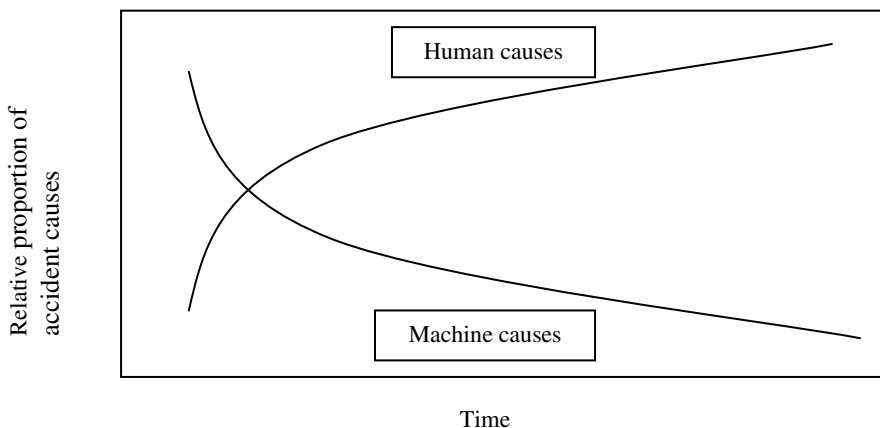 Human causes
Relative proportion of
accident causes
Machine causes
Time